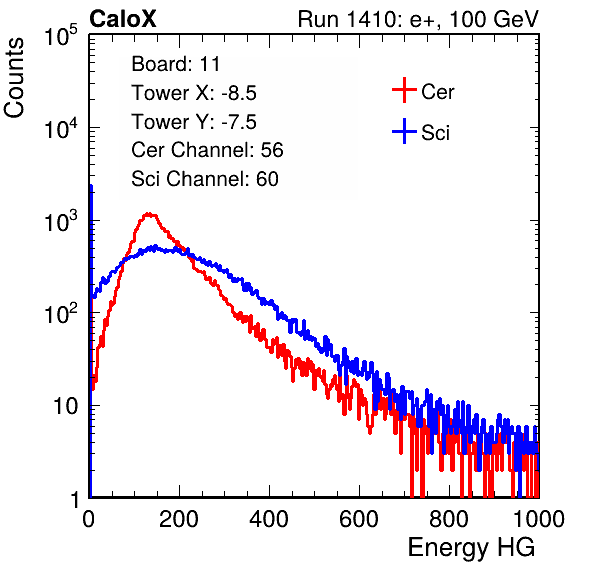 CaloX Run 1410: e+, 100 GeV
Counts
Board: 11
Tower X: -8.5
Tower Y: -7.5
Cer Channel: 56
Sci Channel: 60
Cer
Sci
10^5
10^4
10^3
10^2
10
1
0 200 400 600 800 1000
Energy HG